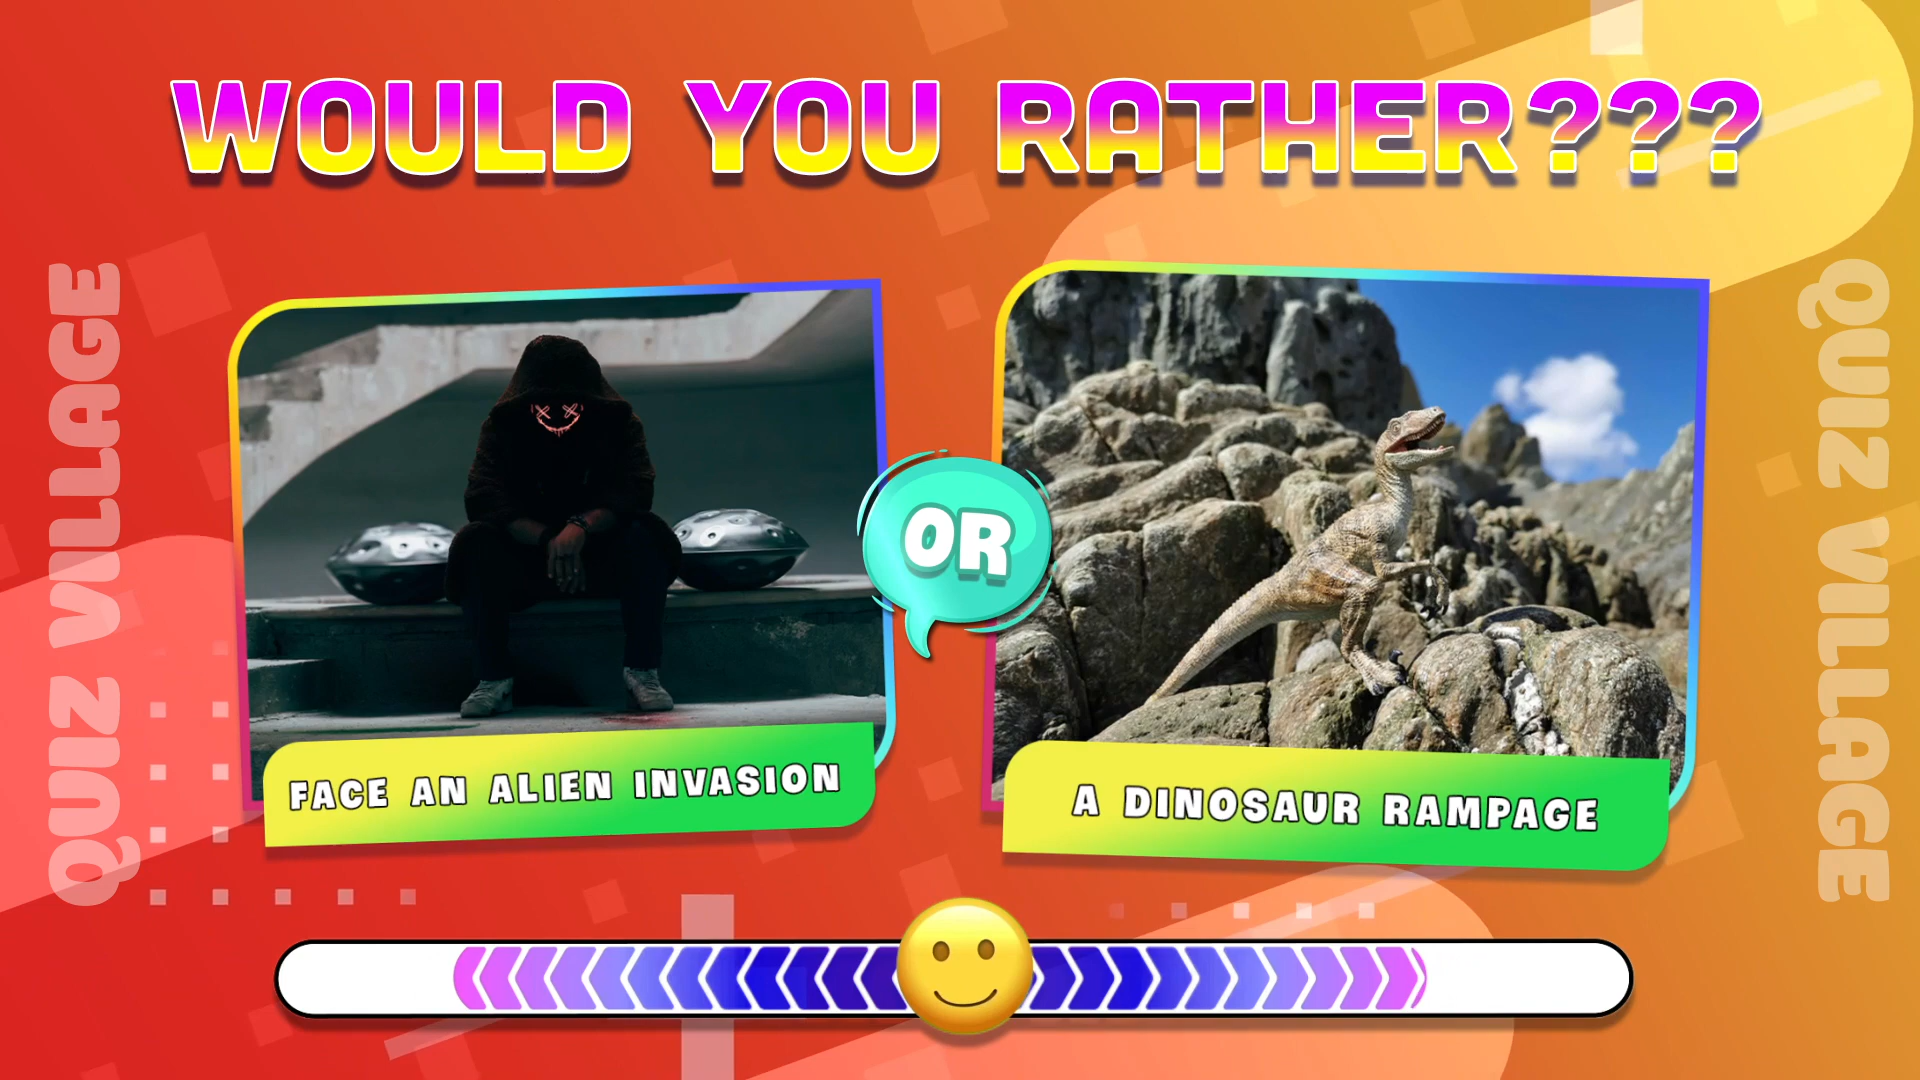 WOULD YOU RATHER???
QUIZ VILLAGE
QUIZ VILLAGE
OR
FACE AN ALIEN INVASION
A DINOSAUR RAMPAGE